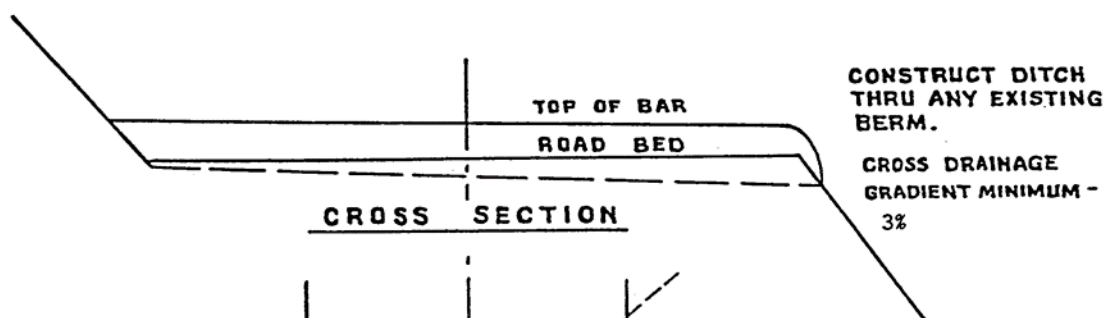 CONSTRUCT DITCH
THRU ANY EXISTING
BERM.
TOP OF BAR
ROAD BED
CROSS DRAINAGE
GRADIENT MINIMUM -
3%
CROSS SECTION